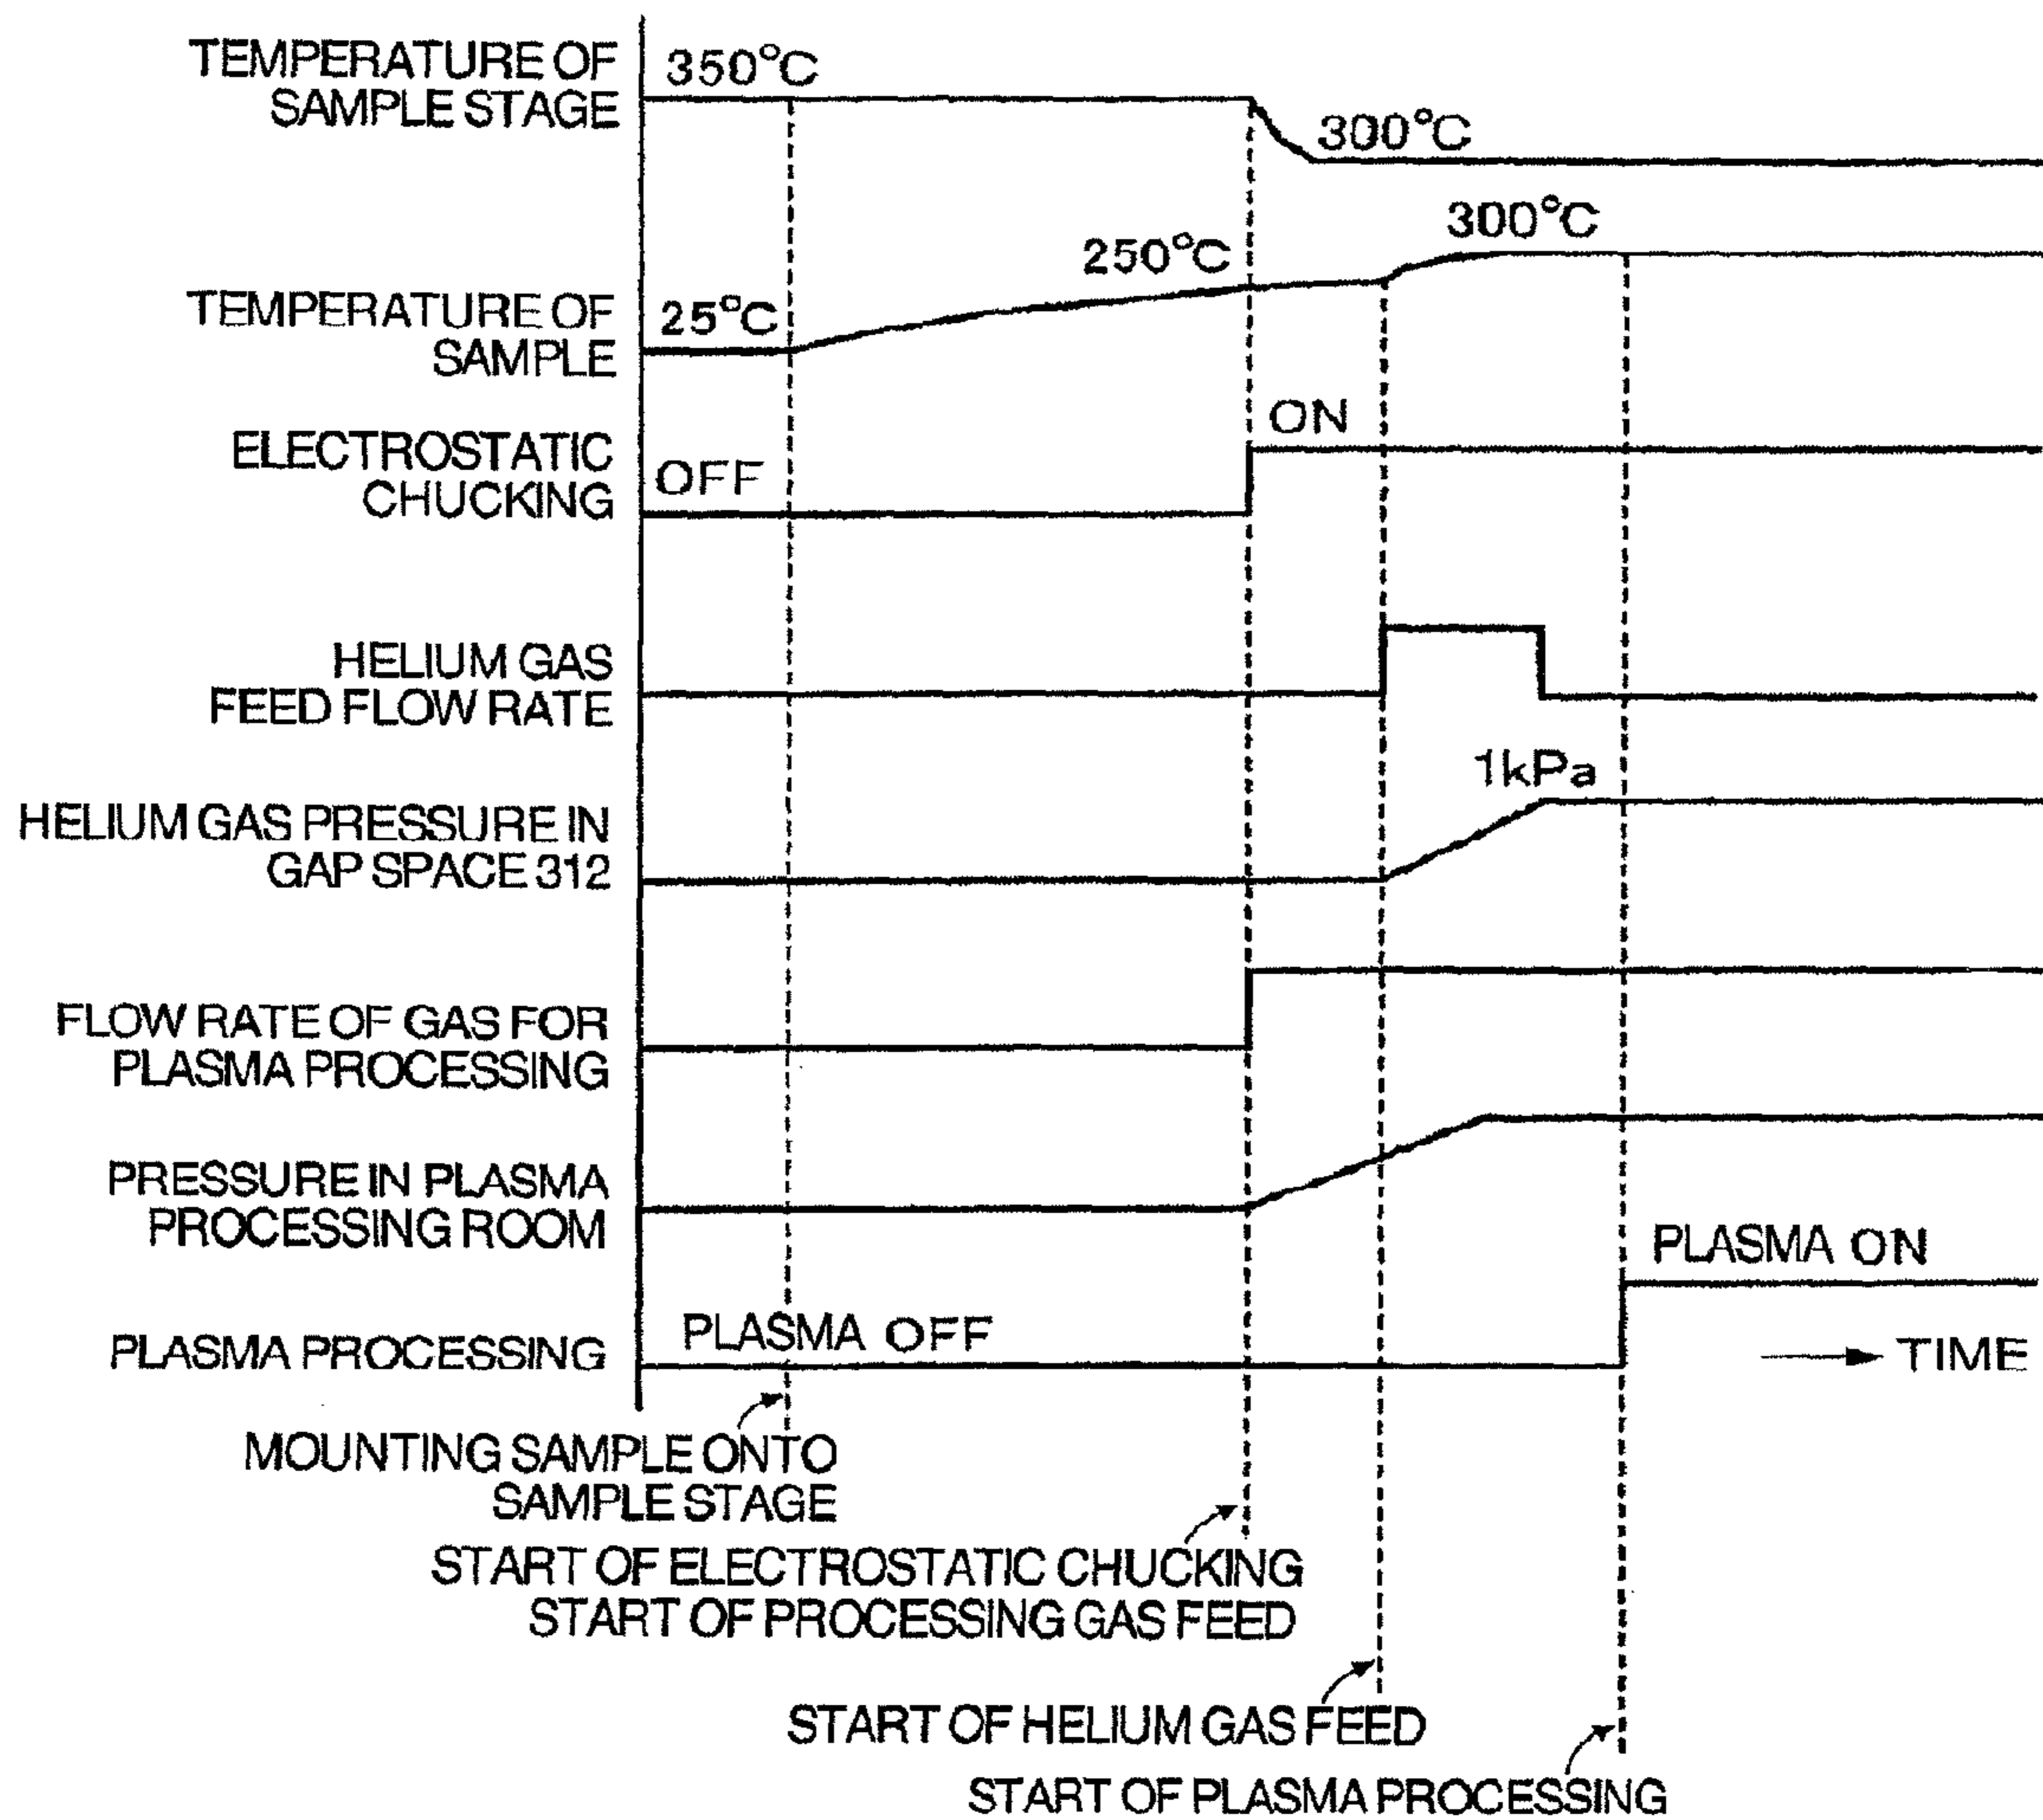 TEMPERATURE OF
SAMPLE STAGE
350°C
300°C
TEMPERATURE OF
SAMPLE
25°C
250°C
300°C
ELECTROSTATIC
CHUCKING
OFF
ON
HELIUM GAS
FEED FLOW RATE
HELIUM GAS PRESSURE IN
GAP SPACE 312
1kPa
FLOW RATE OF GAS FOR
PLASMA PROCESSING
PRESSURE IN PLASMA
PROCESSING ROOM
PLASMA PROCESSING
PLASMA OFF
PLASMA ON
TIME
MOUNTING SAMPLE ONTO
SAMPLE STAGE
START OF ELECTROSTATIC CHUCKING
START OF PROCESSING GAS FEED
START OF HELIUM GAS FEED
START OF PLASMA PROCESSING